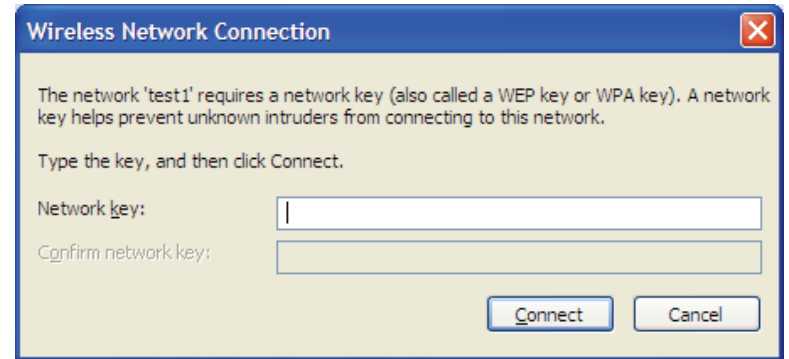 Wireless Network Connection
The network 'test1' requires a network key (also called a WEP key or WPA key). A network
key helps prevent unknown intruders from connecting to this network.
Type the key, and then click Connect.
Network key:
Confirm network key:
Connect Cancel